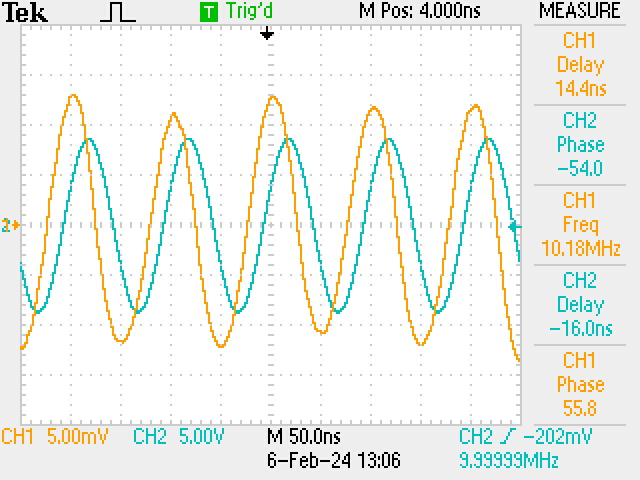 Tek T Trig'd M Pos: 4.000ns MEASURE
CH1
Delay
14.4ns
CH2
Phase
−54.0
CH1
Freq
10.18MHz
CH2
Delay
−16.0ns
CH1
Phase
55.8
2
CH1 5.00mV CH2 5.00V M 50.0ns CH2 −202mV
6-Feb-24 13:06 9.99999MHz